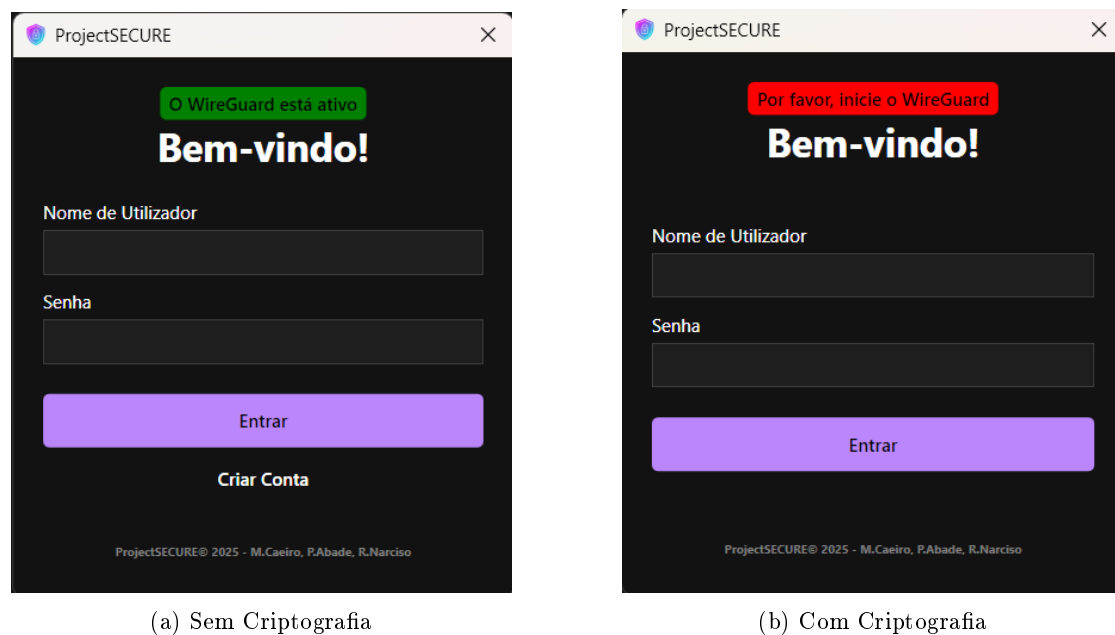 ProjectSECURE
O WireGuard está ativo
Bem-vindo!
Nome de Utilizador
Senha
Entrar
Criar Conta
ProjectSECURE© 2025 - M.Caeiro, P.Abade, R.Narciso
(a) Sem Criptografia
ProjectSECURE
Por favor, inicie o WireGuard
Bem-vindo!
Nome de Utilizador
Senha
Entrar
ProjectSECURE© 2025 - M.Caeiro, P.Abade, R.Narciso
(b) Com Criptografia